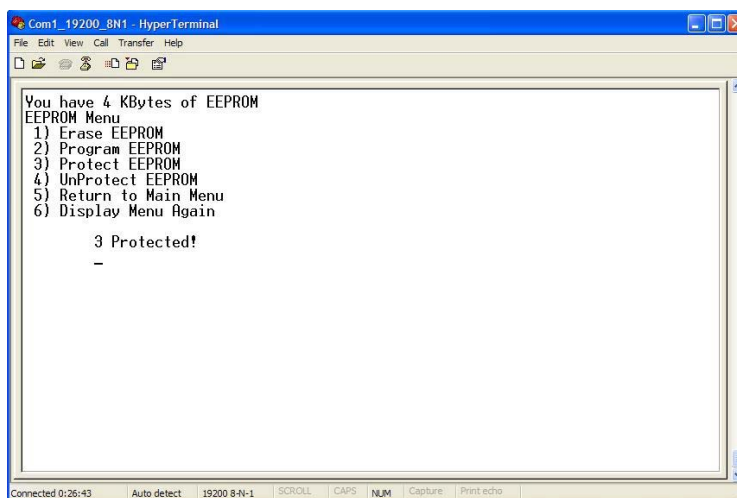 Com1_19200_8N1 - HyperTerminal
File Edit View Call Transfer Help
You have 4 KBytes of EEPROM
EEPROM Menu
1) Erase EEPROM
2) Program EEPROM
3) Protect EEPROM
4) UnProtect EEPROM
5) Return to Main Menu
6) Display Menu Again
3 Protected!
_
Connected 0:26:43 Auto detect 19200 8-N-1 SCROLL CAPS NUM Capture Print echo